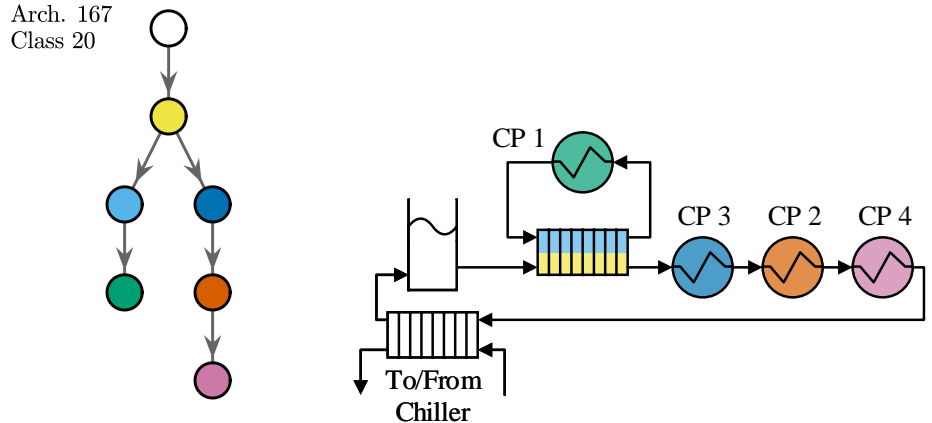 Arch. 167
Class 20
CP 1
CP 3
CP 2
CP 4
To/From
Chiller